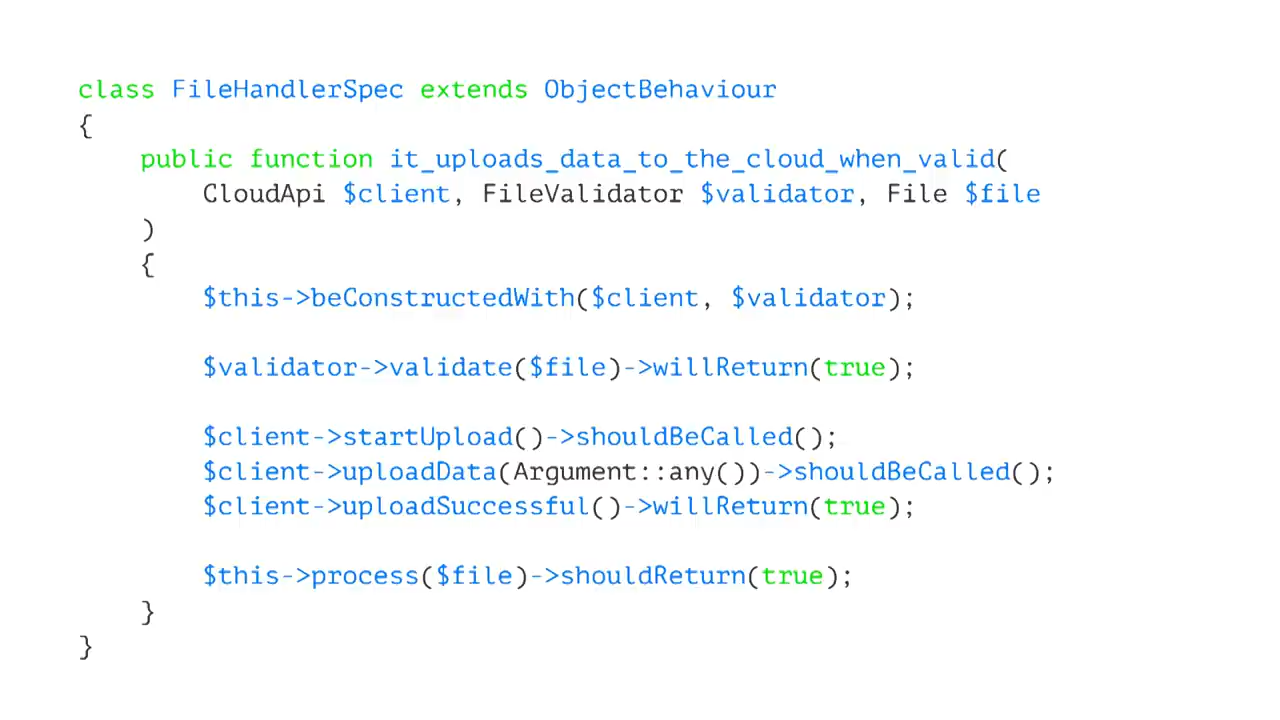 class FileHandlerSpec extends ObjectBehaviour
{
    public function it_uploads_data_to_the_cloud_when_valid(
        CloudApi $client, FileValidator $validator, File $file
    )
    {
        $this->beConstructedWith($client, $validator);

        $validator->validate($file)->willReturn(true);

        $client->startUpload()->shouldBeCalled();
        $client->uploadData(Argument::any())->shouldBeCalled();
        $client->uploadSuccessful()->willReturn(true);

        $this->process($file)->shouldReturn(true);
    }
}